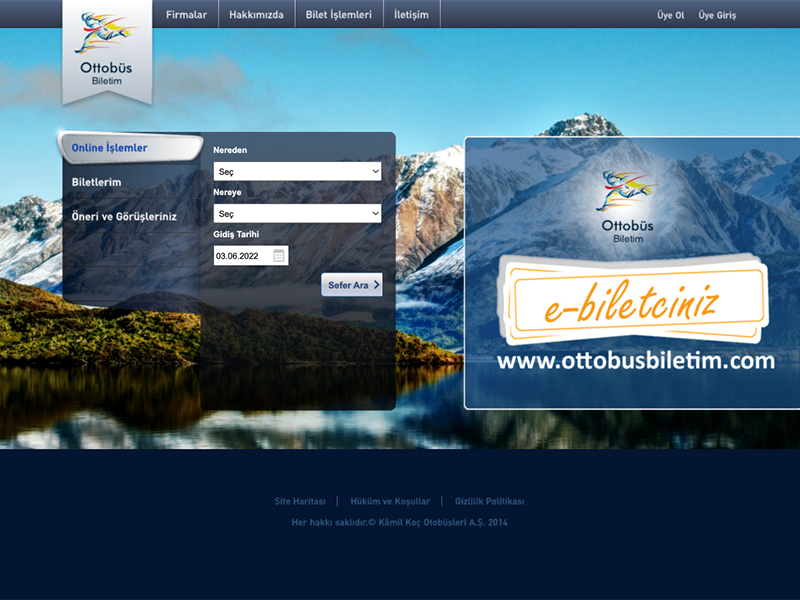 Firmalar
Hakkımızda
Bilet İşlemleri
İletişim
Üye Ol
Üye Giriş
Ottobüs
Biletim
Online İşlemler
Biletlerim
Öneri ve Görüşleriniz
Nereden
Seç
Nereye
Seç
Gidiş Tarihi
03.06.2022
Sefer Ara
Ottobüs
Biletim
e-biletciniz
www.ottobusbiletim.com
Site Haritası | Hüküm ve Koşullar | Gizlilik Politikası
Her hakkı saklıdır.© Kâmil Koç Otobüsleri A.Ş. 2014